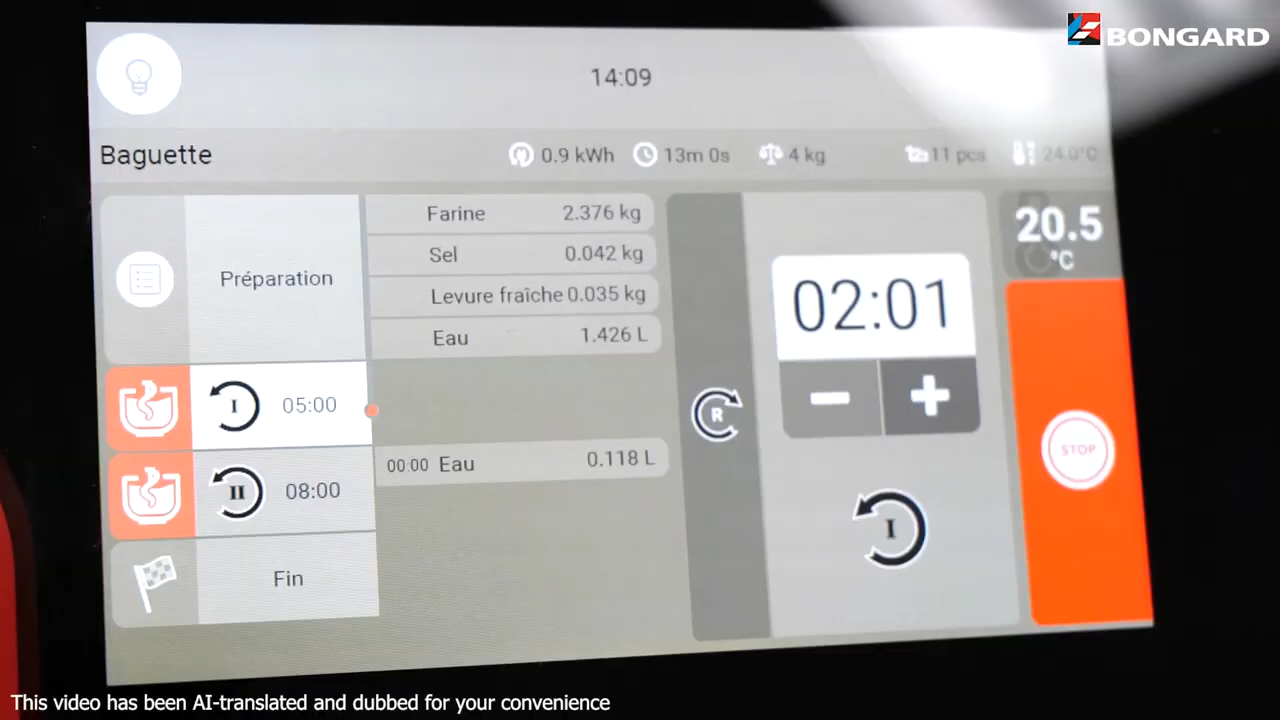 BONGARD
14:09
Baguette
0.9 kWh
13m 0s
4 kg
11 pcs
24.0°C
Farine 2.376 kg
Sel 0.042 kg
Levure fraîche 0.035 kg
Eau 1.426 L
Préparation
20.5
°C
02:01
− +
I 05:00
R
STOP
00:00 Eau 0.118 L
II 08:00
I
Fin
This video has been AI-translated and dubbed for your convenience